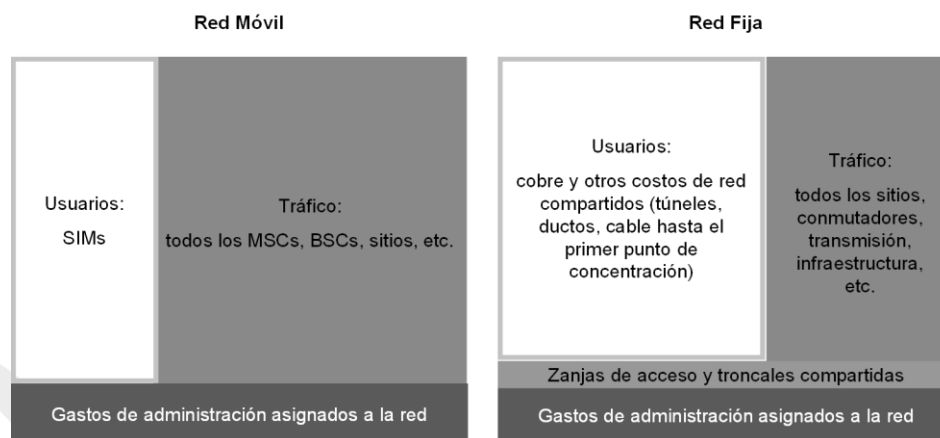 Red Móvil
Usuarios:
SIMs
Tráfico:
todos los MSCs, BSCs, sitios, etc.
Gastos de administración asignados a la red
Red Fija
Usuarios:
cobre y otros costos de red
compartidos (túneles,
ductos, cable hasta el
primer punto de
concentración)
Tráfico:
todos los sitios,
conmutadores,
transmisión,
infraestructura,
etc.
Zanjas de acceso y troncales compartidas
Gastos de administración asignados a la red